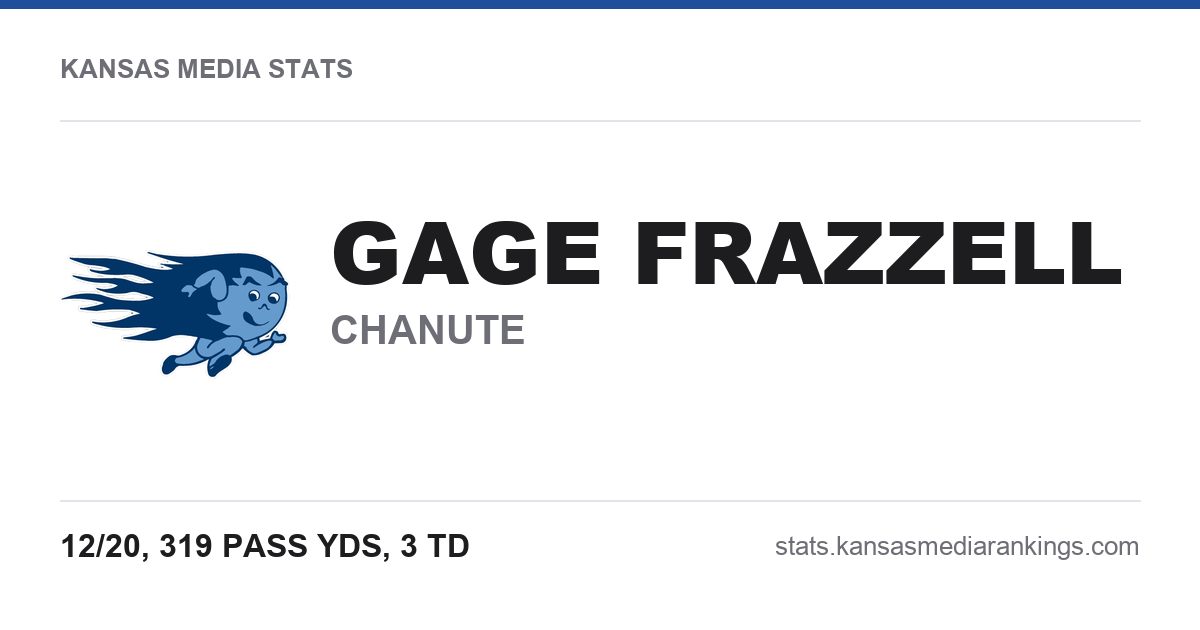 KANSAS MEDIA STATS
GAGE FRAZZELL
CHANUTE
12/20, 319 PASS YDS, 3 TD
stats.kansasmediarankings.com